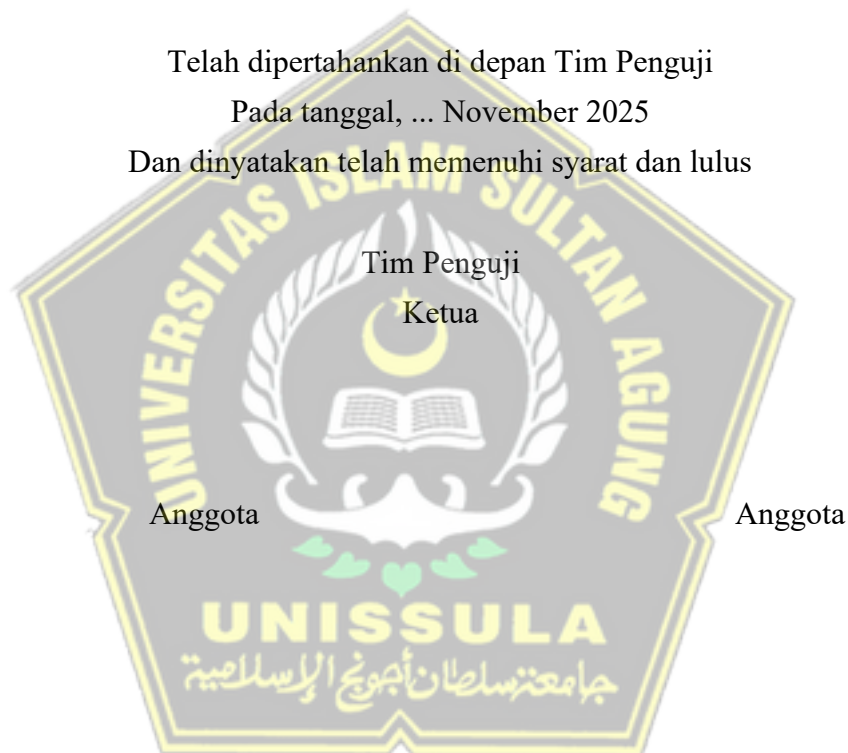 Telah dipertahankan di depan Tim Penguji
Pada tanggal, ... November 2025
Dan dinyatakan telah memenuhi syarat dan lulus
UNIVERSITAS ISLAM SULTAN AGUNG
Tim Penguji
Ketua
Anggota Anggota
UNISSULA
جامعة سلطان أجونج الإسلامية